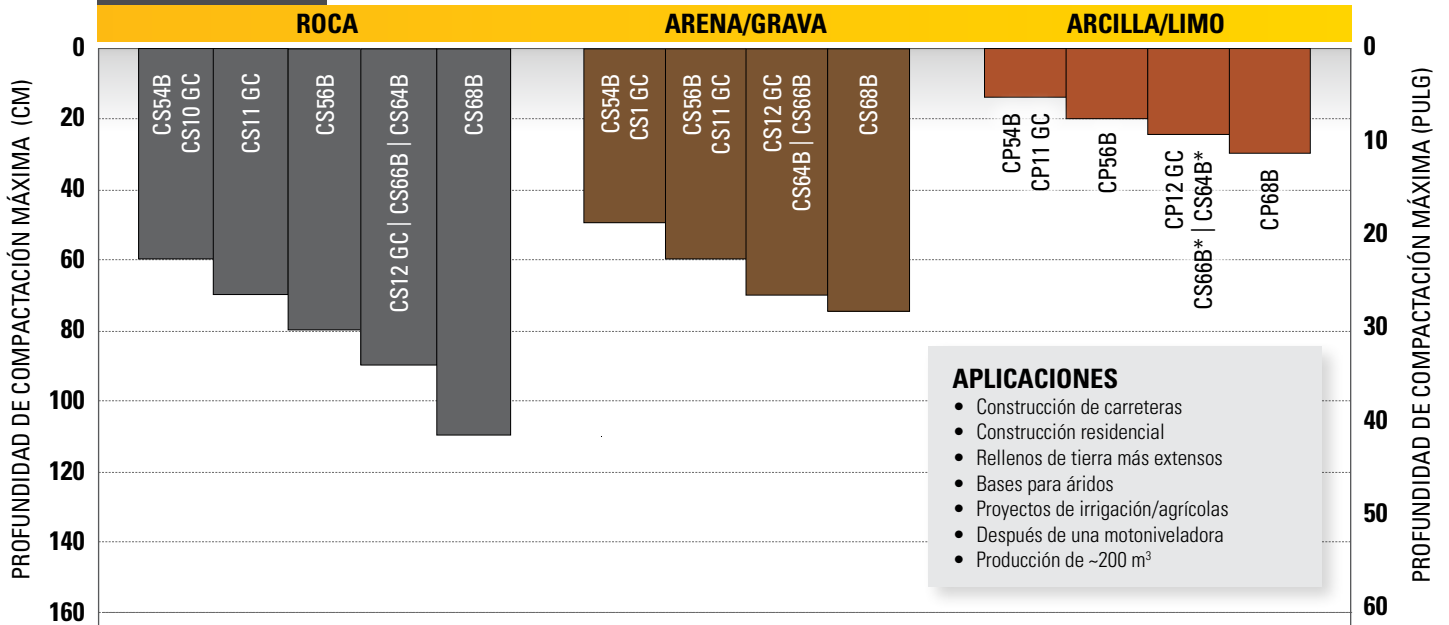 ROCA
ARENA/GRAVA
ARCILLA/LIMO
PROFUNDIDAD DE COMPACTACIÓN MÁXIMA (CM)
0
20
40
60
80
100
120
140
160
CS54B
CS10 GC
CS11 GC
CS56B
CS12 GC | CS66B | CS64B
CS68B
CS54B
CS1 GC
CS56B
CS11 GC
CS12 GC
CS64B | CS66B
CS68B
CP54B
CP11 GC
CP56B
CP12 GC
CS66B* | CS64B*
CP68B
0
10
20
30
40
50
60
PROFUNDIDAD DE COMPACTACIÓN MÁXIMA (PULG)
APLICACIONES
• Construcción de carreteras
• Construcción residencial
• Rellenos de tierra más extensos
• Bases para áridos
• Proyectos de irrigación/agrícolas
• Después de una motoniveladora
• Producción de ~200 m³